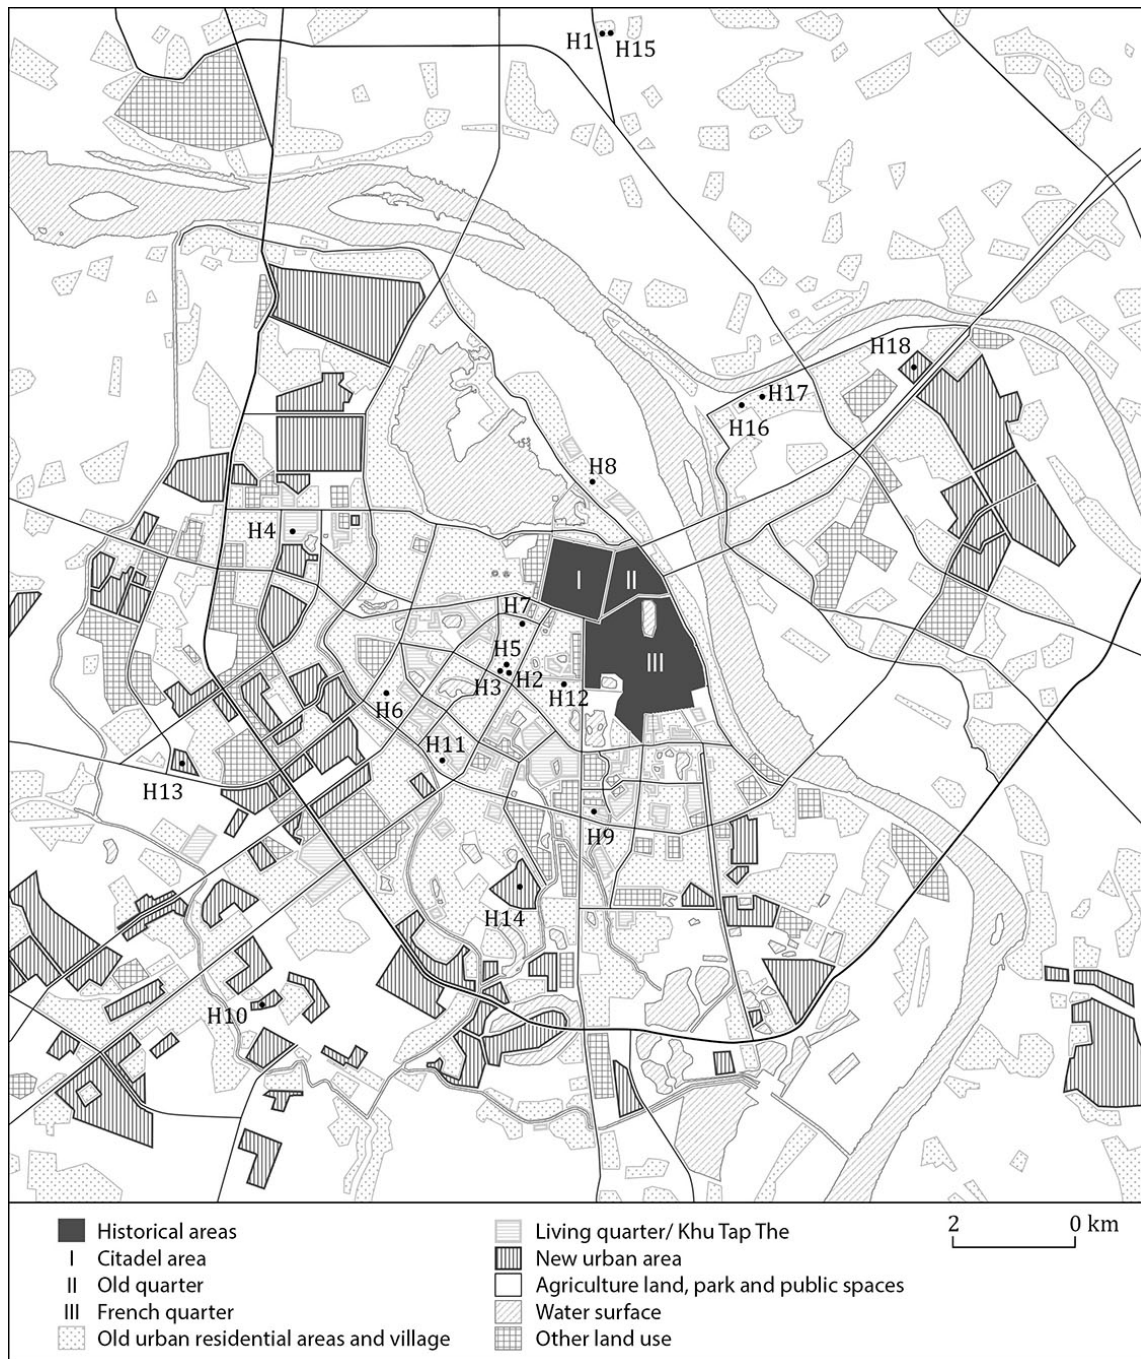 H1
H15
H18
H17
H16
H8
H4
I
II
H7
H5
III
H3
H2
H12
H6
H11
H13
H9
H14
H10
2 0 km
Historical areas
I Citadel area
II Old quarter
III French quarter
Old urban residential areas and village
Living quarter/ Khu Tap The
New urban area
Agriculture land, park and public spaces
Water surface
Other land use